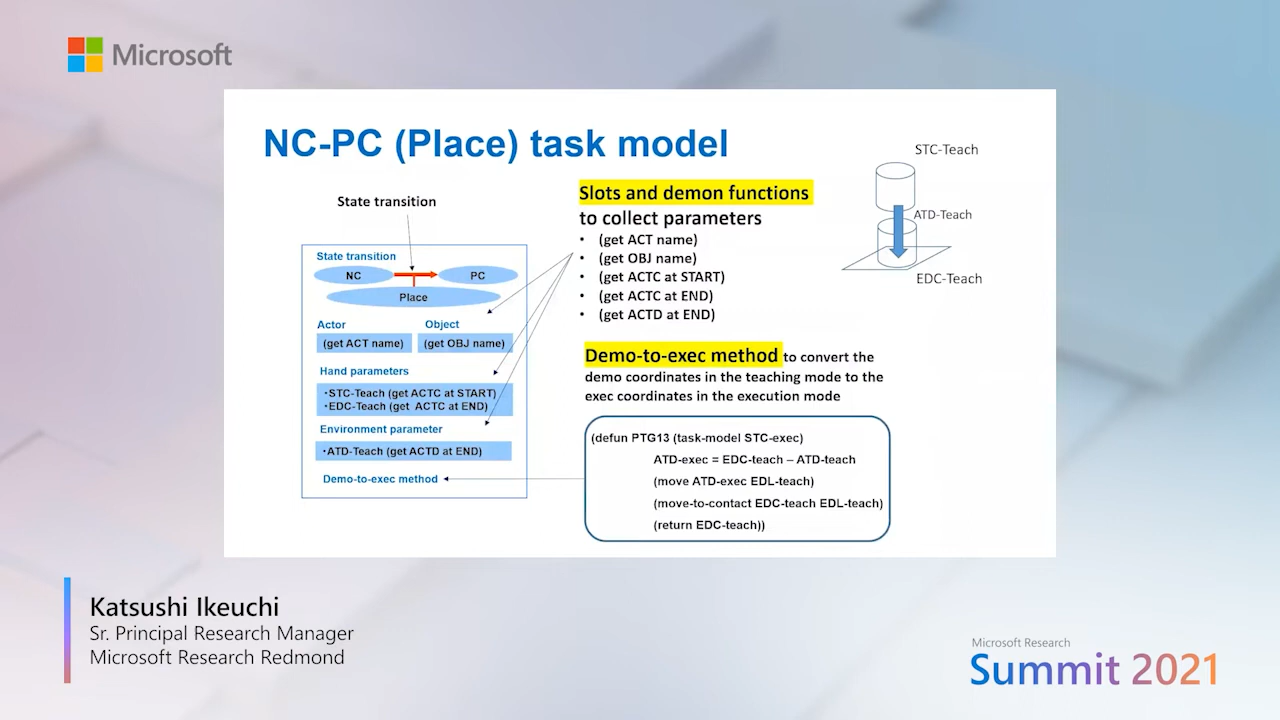 Microsoft
NC-PC (Place) task model
State transition
State transition
NC
PC
Place
Actor
Object
(get ACT name)
(get OBJ name)
Hand parameters
・STC-Teach (get ACTC at START)
・EDC-Teach (get ACTC at END)
Environment parameter
・ATD-Teach (get ACTD at END)
Demo-to-exec method
Slots and demon functions
to collect parameters
• (get ACT name)
• (get OBJ name)
• (get ACTC at START)
• (get ACTC at END)
• (get ACTD at END)
Demo-to-exec method to convert the
demo coordinates in the teaching mode to the
exec coordinates in the execution mode
(defun PTG13 (task-model STC-exec)
ATD-exec = EDC-teach – ATD-teach
(move ATD-exec EDL-teach)
(move-to-contact EDC-teach EDL-teach)
(return EDC-teach))
STC-Teach
ATD-Teach
EDC-Teach
Katsushi Ikeuchi
Sr. Principal Research Manager
Microsoft Research Redmond
Microsoft Research
Summit 2021